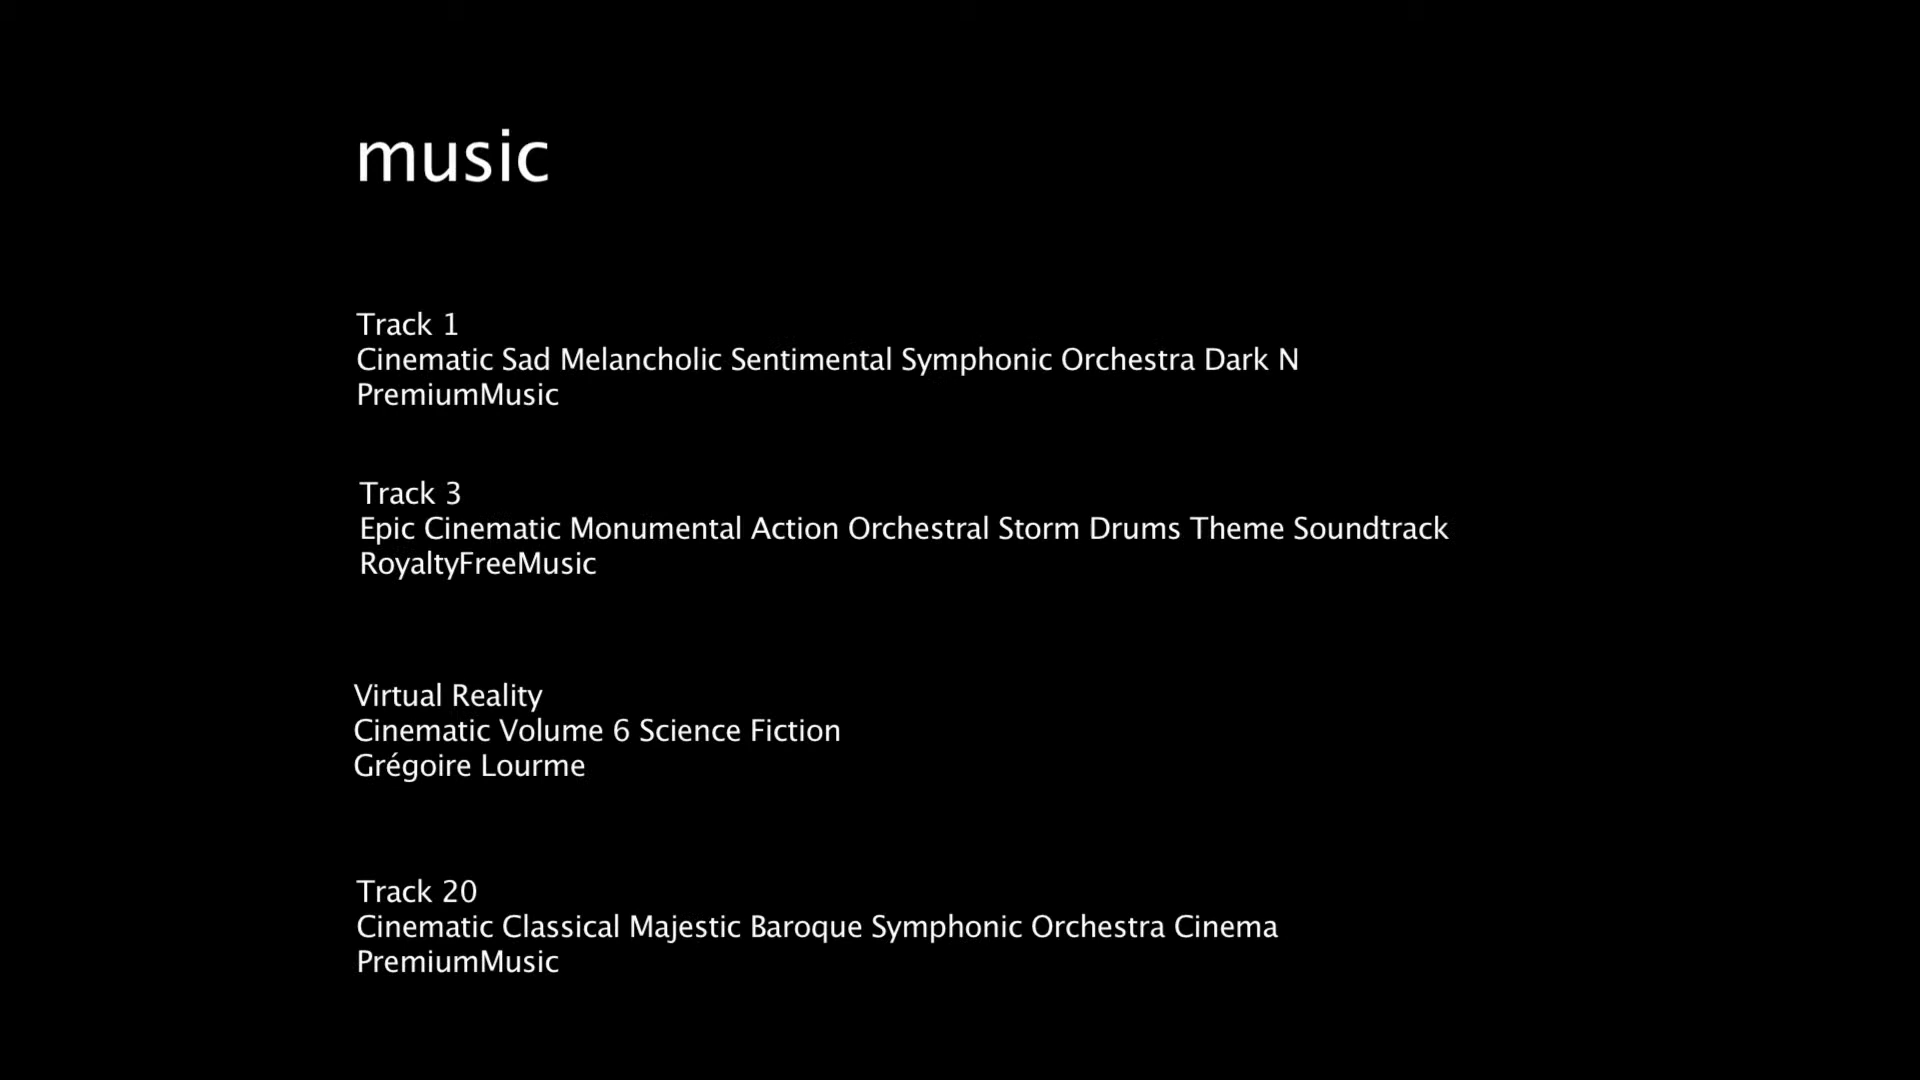 music
Track 1
Cinematic Sad Melancholic Sentimental Symphonic Orchestra Dark N
PremiumMusic
Track 3
Epic Cinematic Monumental Action Orchestral Storm Drums Theme Soundtrack
RoyaltyFreeMusic
Virtual Reality
Cinematic Volume 6 Science Fiction
Grégoire Lourme
Track 20
Cinematic Classical Majestic Baroque Symphonic Orchestra Cinema
PremiumMusic